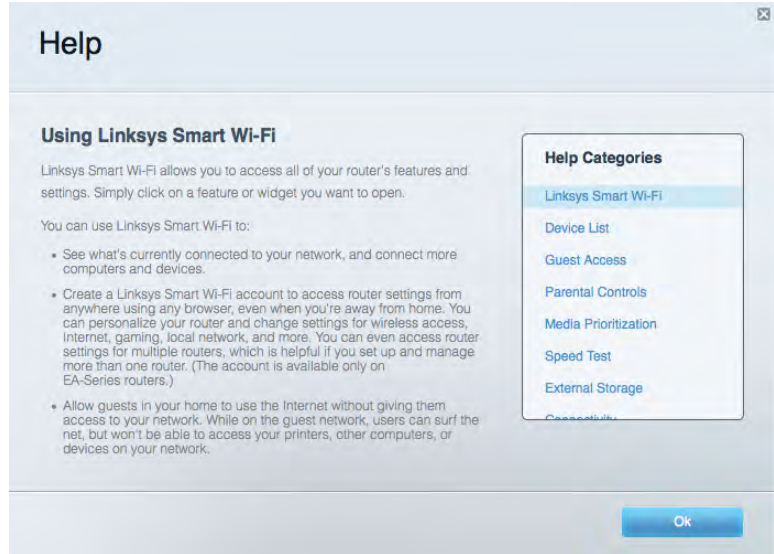 Help
Using Linksys Smart Wi-Fi
Linksys Smart Wi-Fi allows you to access all of your router's features and
settings. Simply click on a feature or widget you want to open.
You can use Linksys Smart Wi-Fi to:
• See what's currently connected to your network, and connect more
computers and devices.
• Create a Linksys Smart Wi-Fi account to access router settings from
anywhere using any browser, even when you're away from home. You
can personalize your router and change settings for wireless access,
Internet, gaming, local network, and more. You can even access router
settings for multiple routers, which is helpful if you set up and manage
more than one router. (The account is available only on
EA-Series routers.)
• Allow guests in your home to use the Internet without giving them
access to your network. While on the guest network, users can surf the
net, but won't be able to access your printers, other computers, or
devices on your network.
Help Categories
Linksys Smart Wi-Fi
Device List
Guest Access
Parental Controls
Media Prioritization
Speed Test
External Storage
Connectivity
Ok